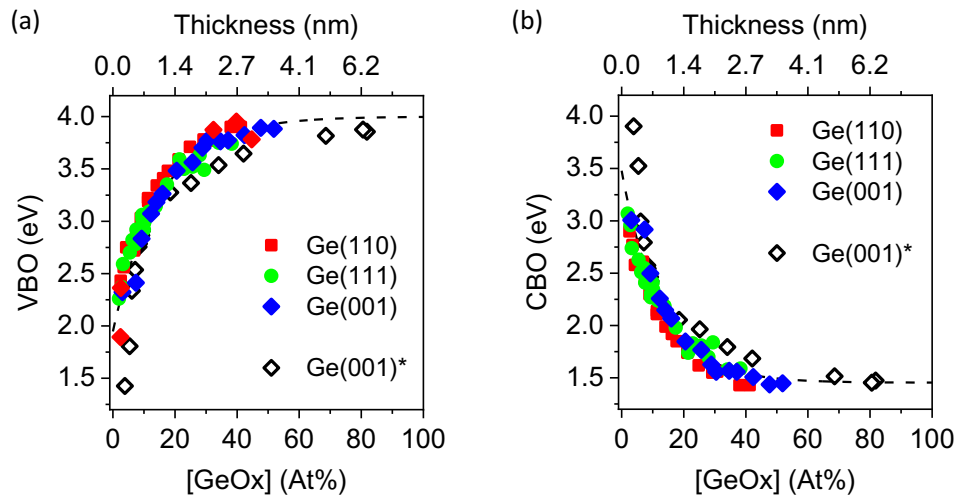 (a)
Thickness (nm)
0.0 1.4 2.7 4.1 6.2
4.0
3.5
3.0
2.5
2.0
1.5
VBO (eV)
Ge(110)
Ge(111)
Ge(001)
Ge(001)*
0 20 40 60 80 100
[GeOx] (At%)
(b)
Thickness (nm)
0.0 1.4 2.7 4.1 6.2
4.0
3.5
3.0
2.5
2.0
1.5
CBO (eV)
Ge(110)
Ge(111)
Ge(001)
Ge(001)*
0 20 40 60 80 100
[GeOx] (At%)